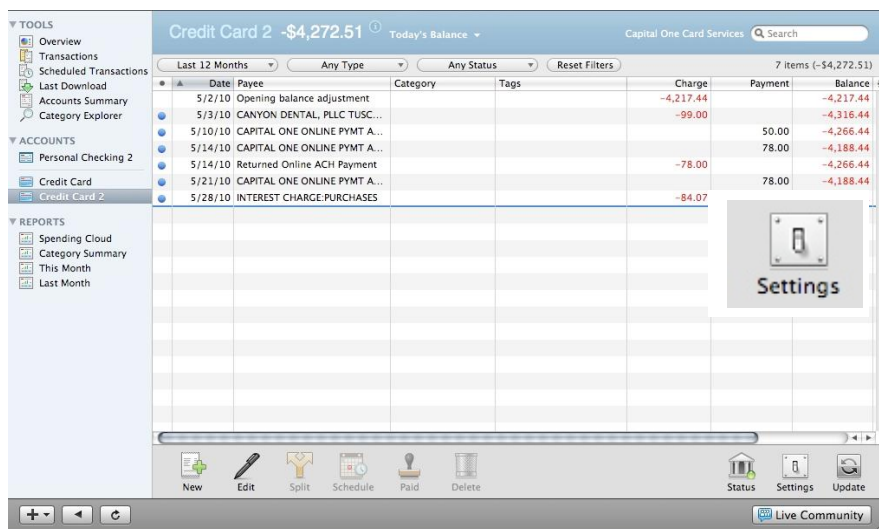 TOOLS
Overview
Transactions
Scheduled Transactions
Last Download
Accounts Summary
Category Explorer
ACCOUNTS
Personal Checking 2
Credit Card
Credit Card 2
REPORTS
Spending Cloud
Category Summary
This Month
Last Month
Credit Card 2 -$4,272.51 Today's Balance Capital One Card Services Search
Last 12 Months Any Type Any Status Reset Filters 7 items (-$4,272.51)
Date Payee Category Tags Charge Payment Balance
5/2/10 Opening balance adjustment -4,217.44 -4,217.44
5/3/10 CANYON DENTAL, PLLC TUSC... -99.00 -4,316.44
5/10/10 CAPITAL ONE ONLINE PYMT A... 50.00 -4,266.44
5/14/10 CAPITAL ONE ONLINE PYMT A... 78.00 -4,188.44
5/14/10 Returned Online ACH Payment -78.00 -4,266.44
5/21/10 CAPITAL ONE ONLINE PYMT A... 78.00 -4,188.44
5/28/10 INTEREST CHARGE:PURCHASES -84.07
Settings
New Edit Split Schedule Paid Delete Status Settings Update
Live Community